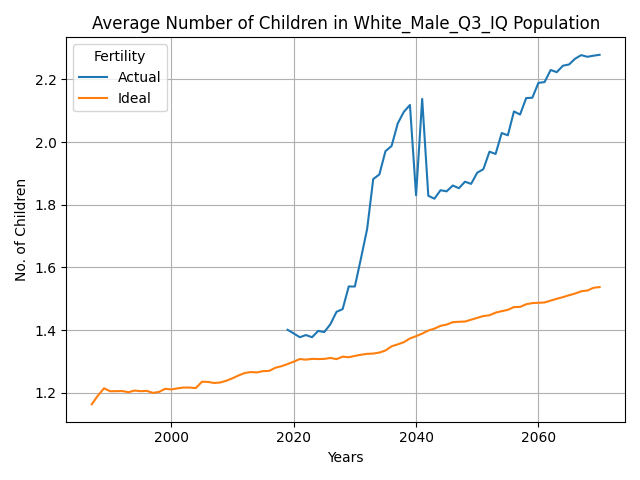 Average Number of Children in White_Male_Q3_IQ Population
Fertility
Actual
Ideal
No. of Children
2.2
2.0
1.8
1.6
1.4
1.2
2000 2020 2040 2060
Years